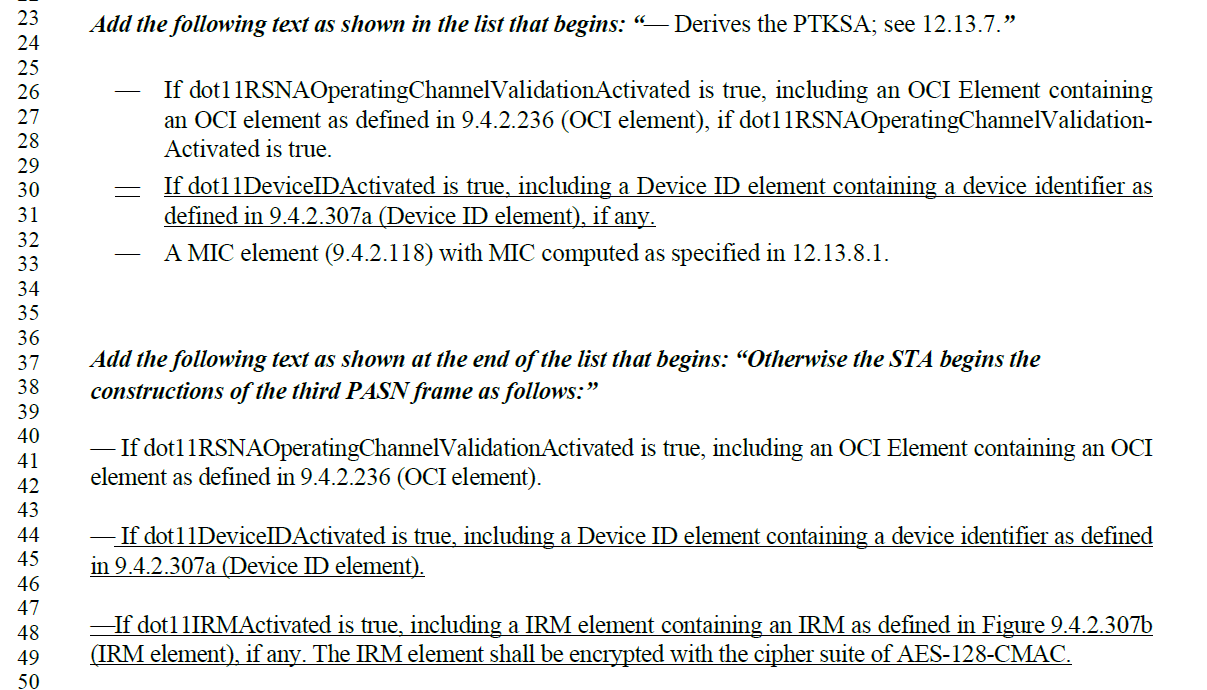 23 Add the following text as shown in the list that begins: “— Derives the PTKSA; see 12.13.7.”
24
25
26 — If dot11RSNAOperatingChannelValidationActivated is true, including an OCI Element containing
27 an OCI element as defined in 9.4.2.236 (OCI element), if dot11RSNAOperatingChannelValidation-
28 Activated is true.
29
30 — If dot11DeviceIDActivated is true, including a Device ID element containing a device identifier as
31 defined in 9.4.2.307a (Device ID element), if any.
32
33 — A MIC element (9.4.2.118) with MIC computed as specified in 12.13.8.1.
34
35
36
37 Add the following text as shown at the end of the list that begins: “Otherwise the STA begins the
38 constructions of the third PASN frame as follows:”
39
40 — If dot11RSNAOperatingChannelValidationActivated is true, including an OCI Element containing an OCI
41
42 element as defined in 9.4.2.236 (OCI element).
43
44 — If dot11DeviceIDActivated is true, including a Device ID element containing a device identifier as defined
45 in 9.4.2.307a (Device ID element).
46
47
48 —If dot11IRMActivated is true, including a IRM element containing an IRM as defined in Figure 9.4.2.307b
49 (IRM element), if any. The IRM element shall be encrypted with the cipher suite of AES-128-CMAC.
50